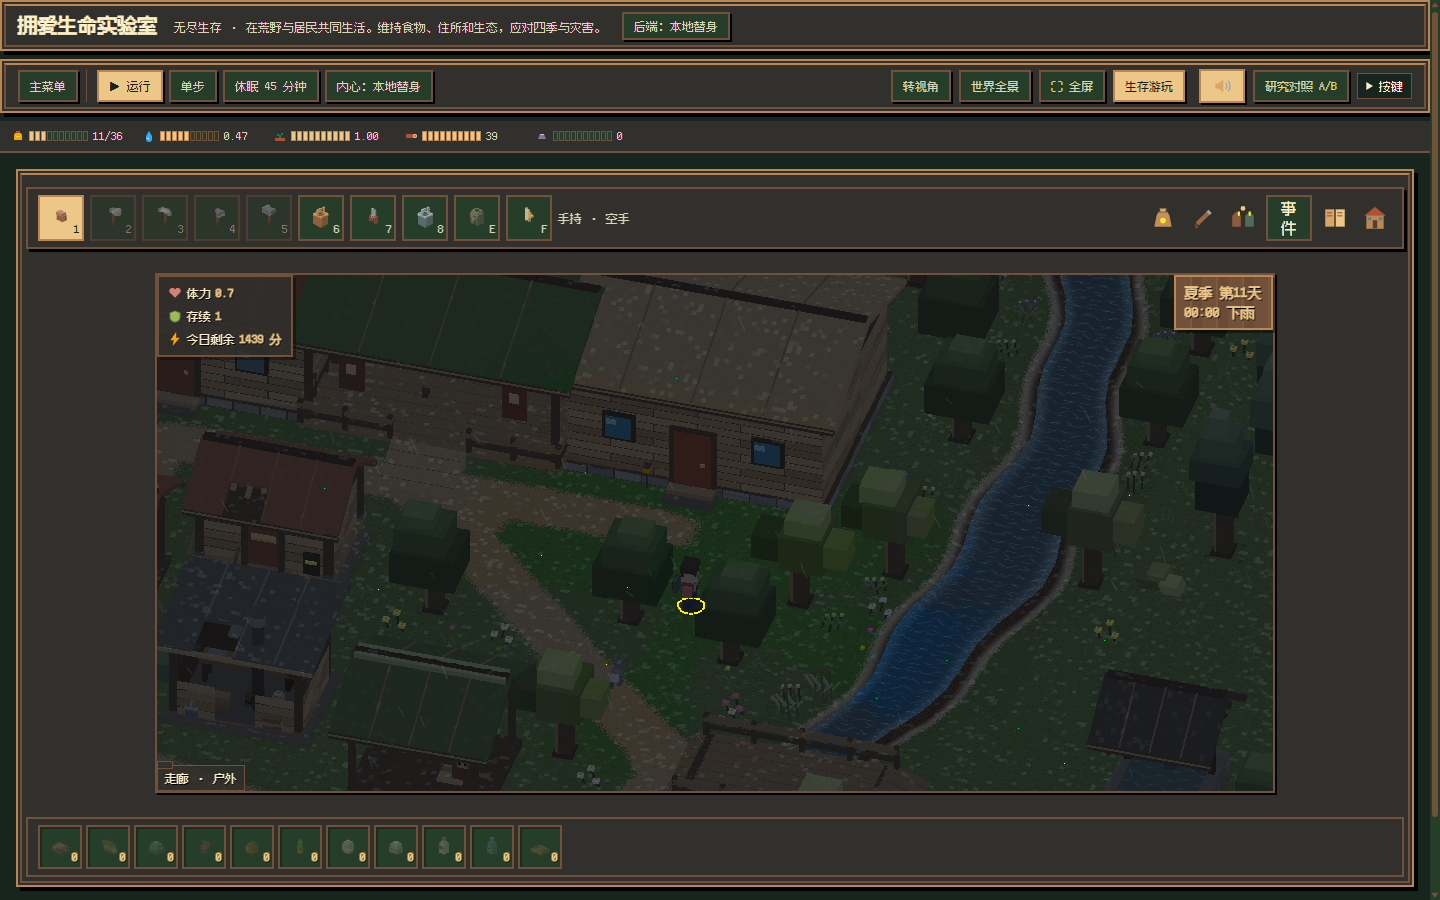 拥爱生命实验室
无尽生存 · 在荒野与居民共同生活。维持食物、住所和生态，应对四季与灾害。
后端：本地替身
主菜单
▶ 运行
单步
休眠 45 分钟
内心：本地替身
转视角
世界全景
全屏
生存游玩
研究对照 A/B
▶ 按键
11/36
0.47
1.00
39
0
1
2
3
4
5
6
7
8
E
F
手持 · 空手
事件
体力 0.7
存续 1
今日剩余 1439 分
夏季 第11天
00:00 下雨
走廊 · 户外
0
0
0
0
0
0
0
0
0
0
0